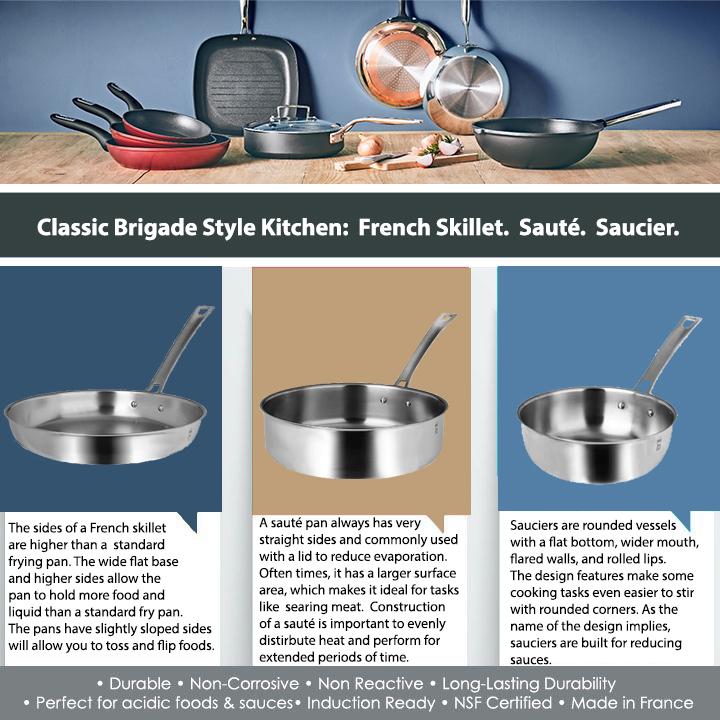 Classic Brigade Style Kitchen:  French Skillet.  Sauté.  Saucier.
The sides of a French skillet
are higher than a  standard
frying pan. The wide flat base
and higher sides allow the
pan to hold more food and
liquid than a standard fry pan.
The pans have slightly sloped sides
will allow you to toss and flip foods.
A sauté pan always has very
straight sides and commonly used
with a lid to reduce evaporation.
Often times, it has a larger surface
area, which makes it ideal for tasks
like  searing meat.  Construction
of a sauté is important to evenly
distirbute heat and perform for
extended periods of time.
Sauciers are rounded vessels
with a flat bottom, wider mouth,
flared walls, and rolled lips.
The design features make some
cooking tasks even easier to stir
with rounded corners. As the
name of the design implies,
sauciers are built for reducing
sauces.
• Durable • Non-Corrosive • Non Reactive • Long-Lasting Durability
• Perfect for acidic foods & sauces• Induction Ready • NSF Certified • Made in France